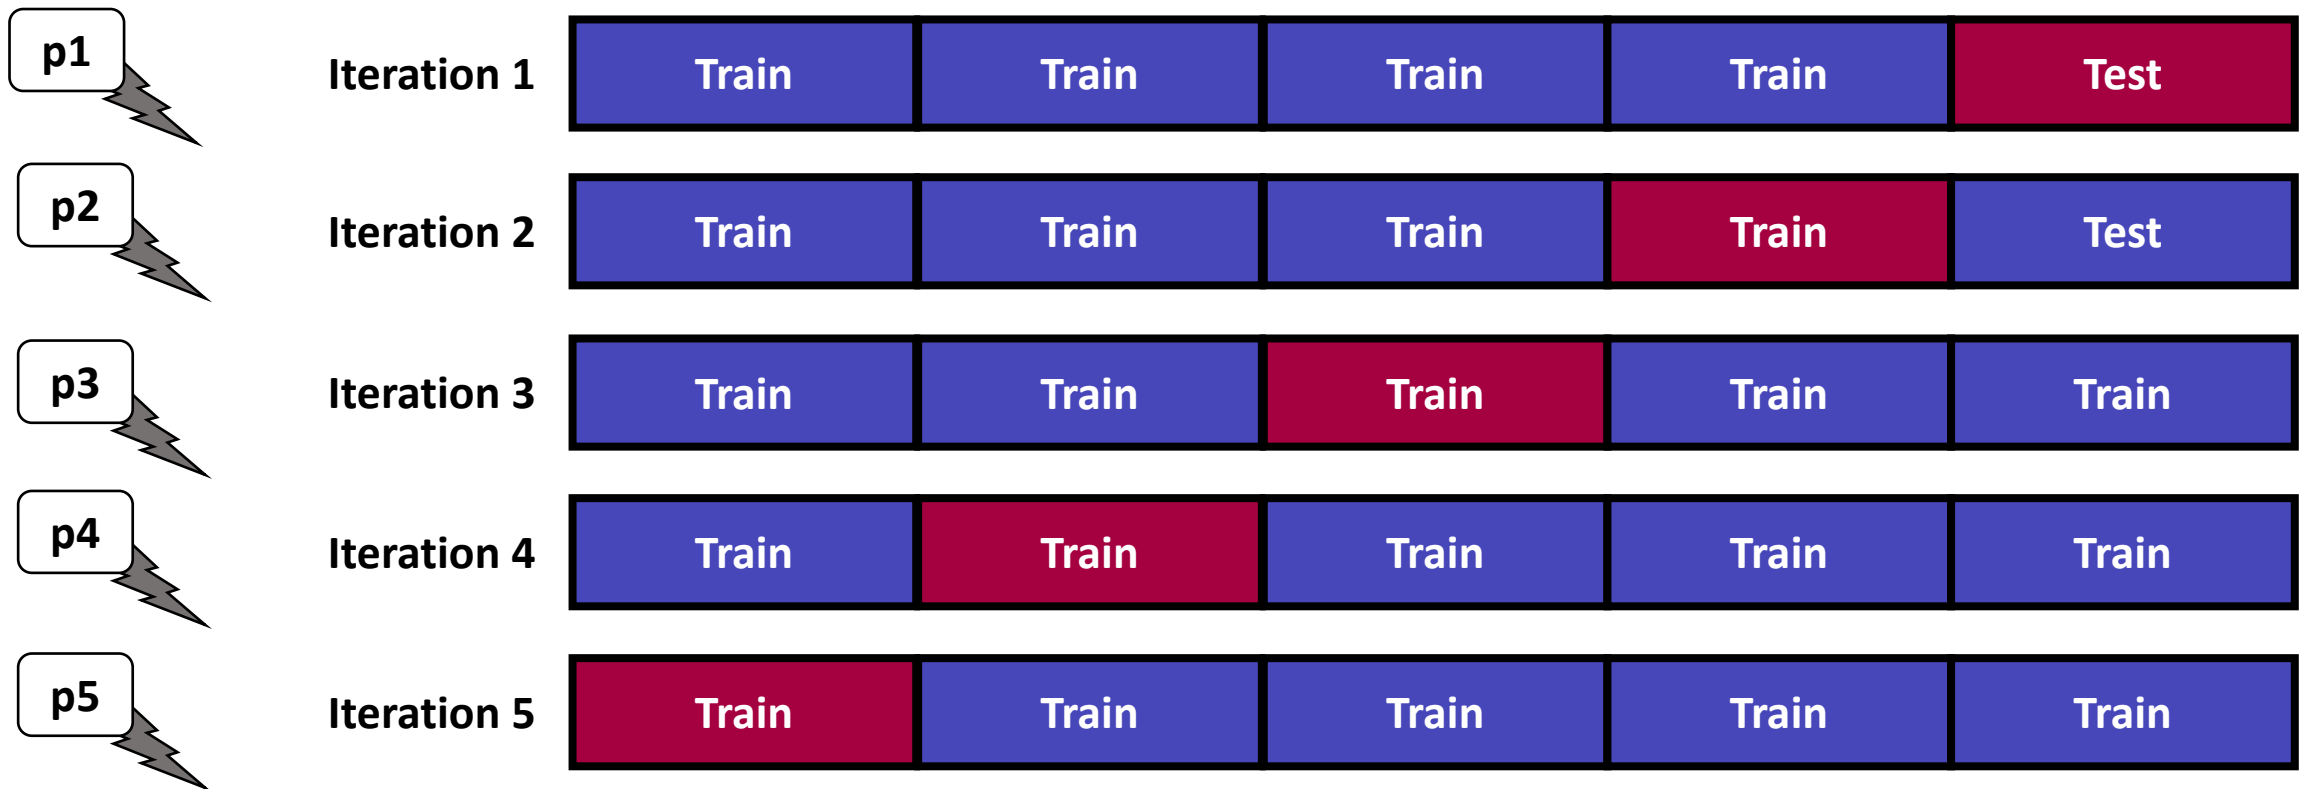 p1 Iteration 1 Train Train Train Train Test
p2 Iteration 2 Train Train Train Train Test
p3 Iteration 3 Train Train Train Train Train
p4 Iteration 4 Train Train Train Train Train
p5 Iteration 5 Train Train Train Train Train